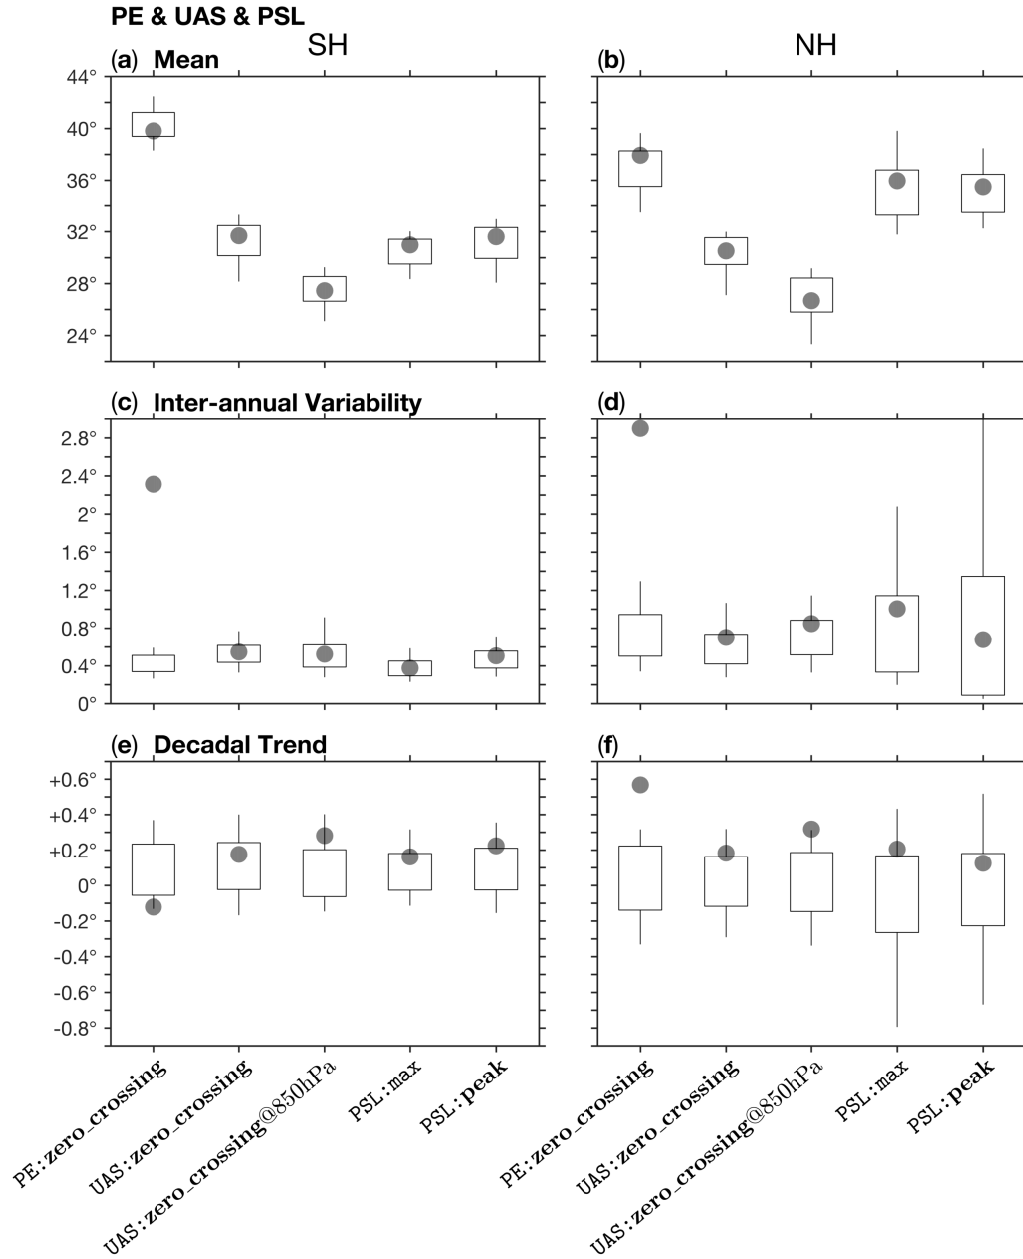 PE & UAS & PSL
SH
NH
(a) Mean
(b)
44°
40°
36°
32°
28°
24°
(c) Inter-annual Variability
(d)
2.8°
2.4°
2°
1.6°
1.2°
0.8°
0.4°
0°
(e) Decadal Trend
(f)
+0.6°
+0.4°
+0.2°
0°
-0.2°
-0.4°
-0.6°
-0.8°
PE:zero_crossing
UAS:zero_crossing
UAS:zero_crossing@850hPa
PSL:max
PSL:peak
PE:zero_crossing
UAS:zero_crossing
UAS:zero_crossing@850hPa
PSL:max
PSL:peak